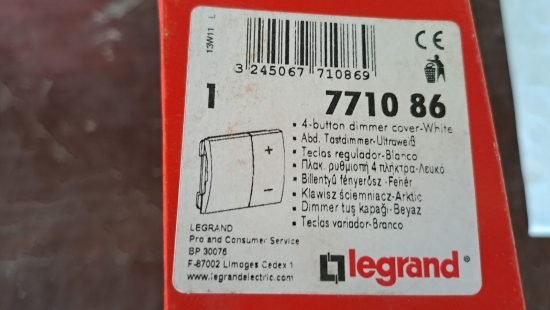 13W11 L
3 245067 710869
CE
1 7710 86
• 4-button dimmer cover-White
• Abd. Tastdimmer-Ultraweiß
• Teclas regulador-Blanco
• Πλακ. ρυθμιστή 4 πλήκτρα-Λευκό
• Billentyű fényerősz.-Fehér
• Klawisz ściemniacz-Arktic
• Dimmer tuş kapağı-Beyaz
• Teclas variador-Branco
+
-
LEGRAND
Pro and Consumer Service
BP 30076
F-87002 Limoges Cedex 1
www.legrandelectric.com
legrand®